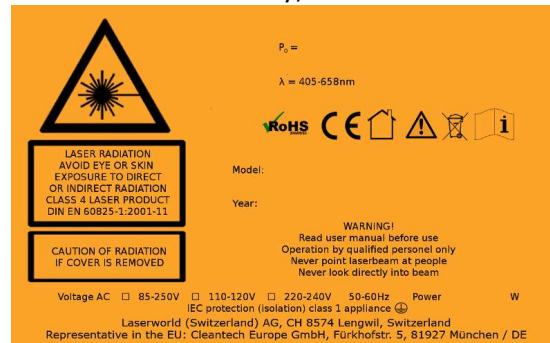 P₀ =
λ = 405-658nm
RoHS CE i
LASER RADIATION
AVOID EYE OR SKIN
EXPOSURE TO DIRECT
OR INDIRECT RADIATION
CLASS 4 LASER PRODUCT
DIN EN 60825-1:2001-11
CAUTION OF RADIATION
IF COVER IS REMOVED
Model:
Year:
WARNING!
Read user manual before use
Operation by qualified personel only
Never point laserbeam at people
Never look directly into beam
Voltage AC ☐ 85-250V ☐ 110-120V ☐ 220-240V 50-60Hz Power W
IEC protection (isolation) class 1 appliance
Laserworld (Switzerland) AG, CH 8574 Lengwil, Switzerland
Representative in the EU: Cleantech Europe GmbH, Fürkhofstr. 5, 81927 München / DE